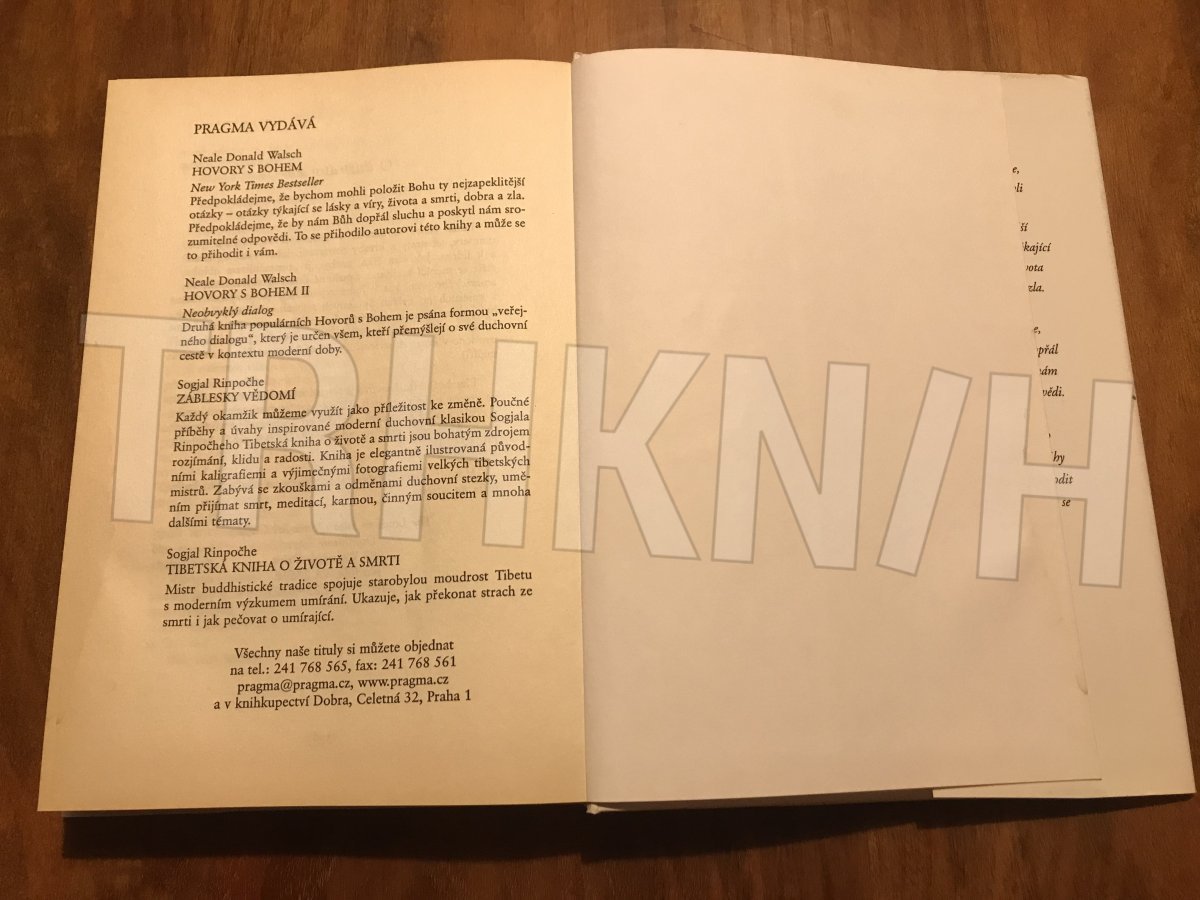 PRAGMA VYDÁVÁ
Neale Donald Walsch
HOVORY S BOHEM
New York Times Bestseller
Předpokládejme, že bychom mohli položit Bohu ty nejzapeklitější
otázky – otázky týkající se lásky a víry, života a smrti, dobra a zla.
Předpokládejme, že by nám Bůh dopřál sluchu a poskytl nám sro-
zumitelné odpovědi. To se přihodilo autorovi této knihy a může se
to přihodit i vám.
Neale Donald Walsch
HOVORY S BOHEM II
Neobvyklý dialog
Druhá kniha populárních Hovorů s Bohem je psána formou „veřej-
ného dialogu“, který je určen všem, kteří přemýšlejí o své duchovní
cestě v kontextu moderní doby.
Sogjal Rinpočhe
ZÁBLESKY VĚDOMÍ
Každý okamžik můžeme využít jako příležitost ke změně. Poučné
příběhy a úvahy inspirované moderní duchovní klasikou Sogjala
Rinpočheho Tibetská kniha o životě a smrti jsou bohatým zdrojem
rozjímání, klidu a radosti. Kniha je elegantně ilustrovaná původ-
ními kaligrafiemi a výjimečnými fotografiemi velkých tibetských
mistrů. Zabývá se zkouškami a odměnami duchovní stezky, umě-
ním přijímat smrt, meditací, karmou, činným soucitem a mnoha
dalšími tématy.
Sogjal Rinpočhe
TIBETSKÁ KNIHA O ŽIVOTĚ A SMRTI
Mistr buddhistické tradice spojuje starobylou moudrost Tibetu
s moderním výzkumem umírání. Ukazuje, jak překonat strach ze
smrti i jak pečovat o umírající.
Všechny naše tituly si můžete objednat
na tel.: 241 768 565, fax: 241 768 561
pragma@pragma.cz, www.pragma.cz
a v knihkupectví Dobra, Celetná 32, Praha 1
TRHKN/H
zla.
se